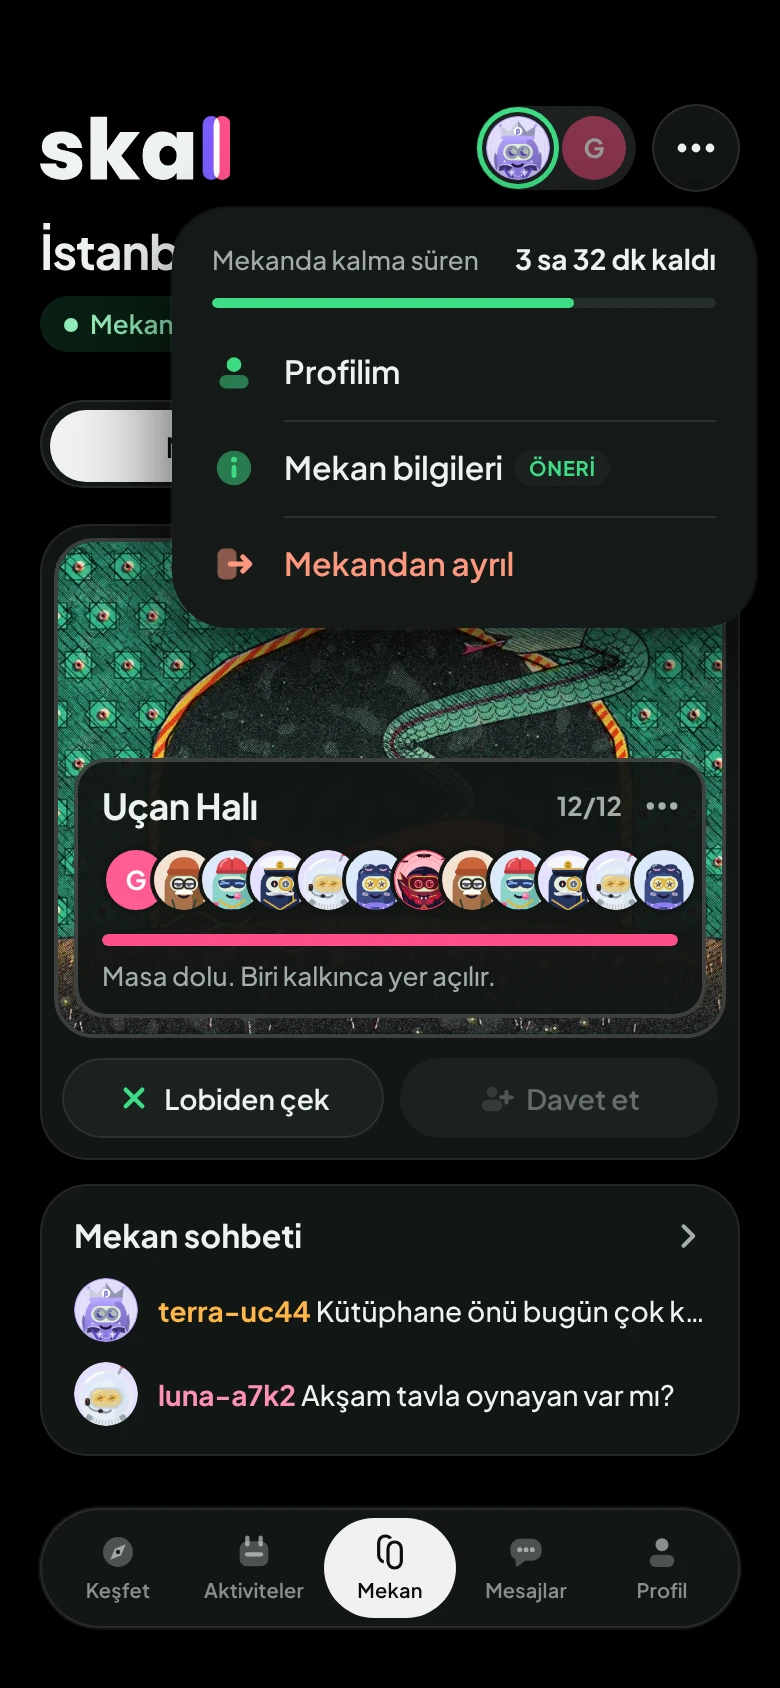 skal
G
İstanb
Mekanda kalma süren 3 sa 32 dk kaldı
Mekan
Profilim
Mekan bilgileri ÖNERİ
Mekandan ayrıl
Uçan Halı 12/12
G
Masa dolu. Biri kalkınca yer açılır.
Lobiden çek
Davet et
Mekan sohbeti
terra-uc44 Kütüphane önü bugün çok k…
luna-a7k2 Akşam tavla oynayan var mı?
Keşfet Aktiviteler Mekan Mesajlar Profil